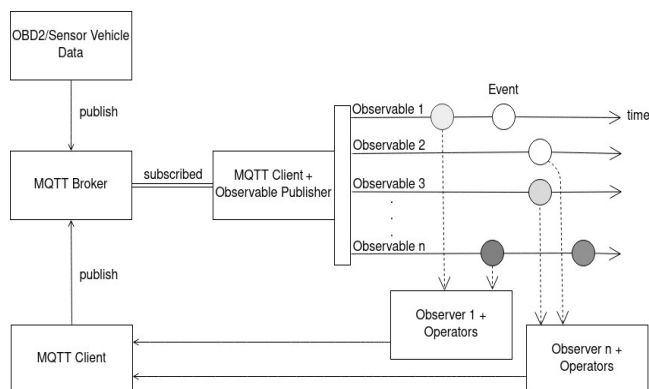 OBD2/Sensor Vehicle
Data
publish
MQTT Broker
subscribed
MQTT Client +
Observable Publisher
Event
Observable 1
time
Observable 2
Observable 3
.
.
.
Observable n
publish
Observer 1 +
Operators
Observer n +
Operators
MQTT Client